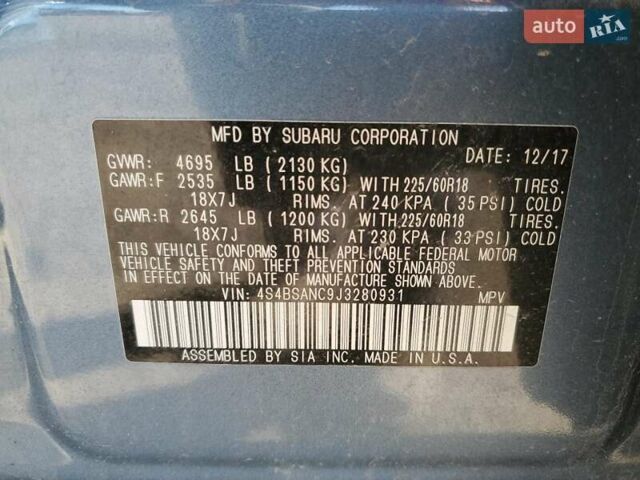 auto RIA.com
MFD BY SUBARU CORPORATION
GVWR: 4695 LB ( 2130 KG) DATE: 12/17
GAWR:F 2535 LB ( 1150 KG) WITH 225/60R18 TIRES.
18X7J RIMS. AT 240 KPA ( 35 PSI) COLD
GAWR:R 2645 LB ( 1200 KG) WITH 225/60R18 TIRES.
18X7J RIMS. AT 230 KPA ( 33 PSI) COLD
THIS VEHICLE CONFORMS TO ALL APPLICABLE FEDERAL MOTOR
VEHICLE SAFETY AND THEFT PREVENTION STANDARDS
IN EFFECT ON THE DATE OF MANUFACTURE SHOWN ABOVE.
VIN: 4S4BSANC9J3280931 MPV
ASSEMBLED BY SIA INC. MADE IN U.S.A.